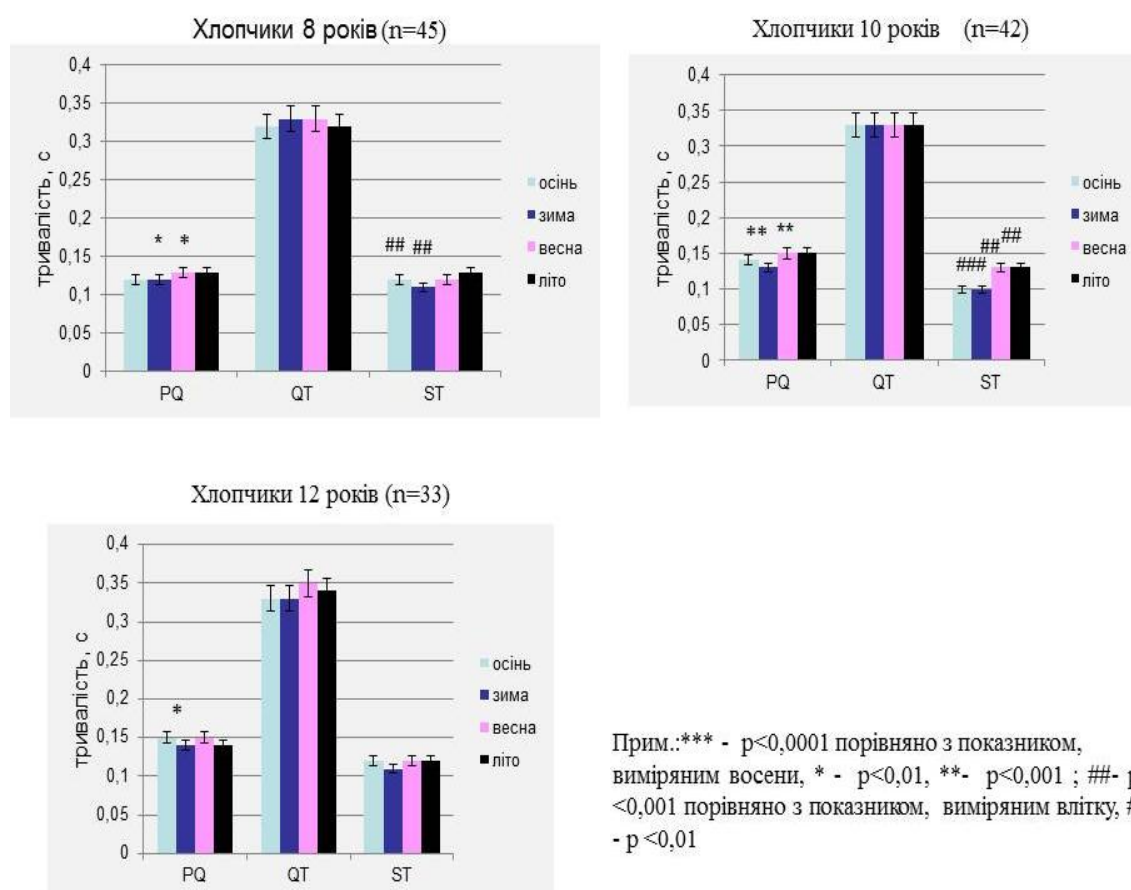 Хлопчики 8 років (n=45)
0,4
0,35
0,3
0,25
0,2
0,15
0,1
0,05
0
тривалість, с
* *
## ##
PQ QT ST
осінь
зима
весна
літо
Хлопчики 10 років (n=42)
0,4
0,35
0,3
0,25
0,2
0,15
0,1
0,05
0
тривалість, с
** **
### ## ##
PQ QT ST
осінь
зима
весна
літо
Хлопчики 12 років (n=33)
0,4
0,35
0,3
0,25
0,2
0,15
0,1
0,05
0
тривалість, с
*
PQ QT ST
осінь
зима
весна
літо
Прим.:*** - p<0,0001 порівняно з показником,
виміряним восени, * - p<0,01, **- p<0,001 ; ##- p
<0,001 порівняно з показником, виміряним влітку, #
- p <0,01